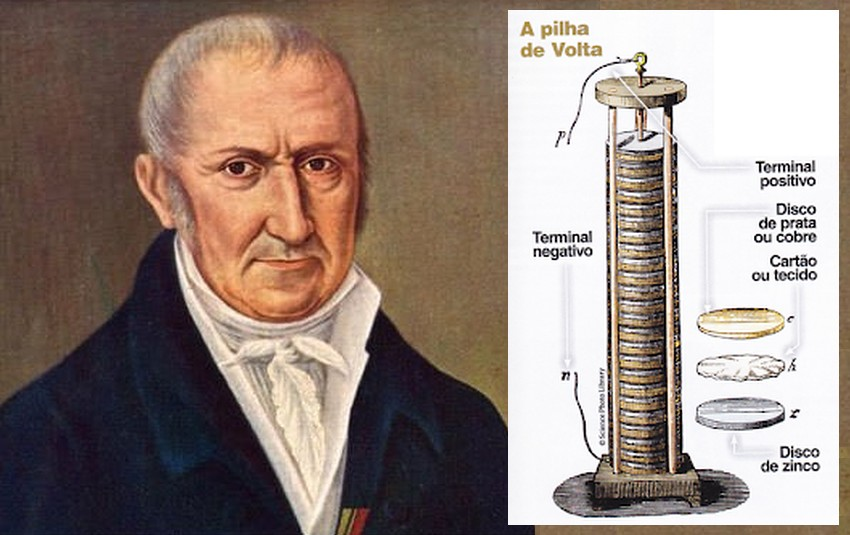 A pilha
de Volta
p
Terminal
positivo
Disco
de prata
ou cobre
Terminal
negativo
Cartão
ou tecido
c
h
n
z
Disco
de zinco
© Science Photo Library